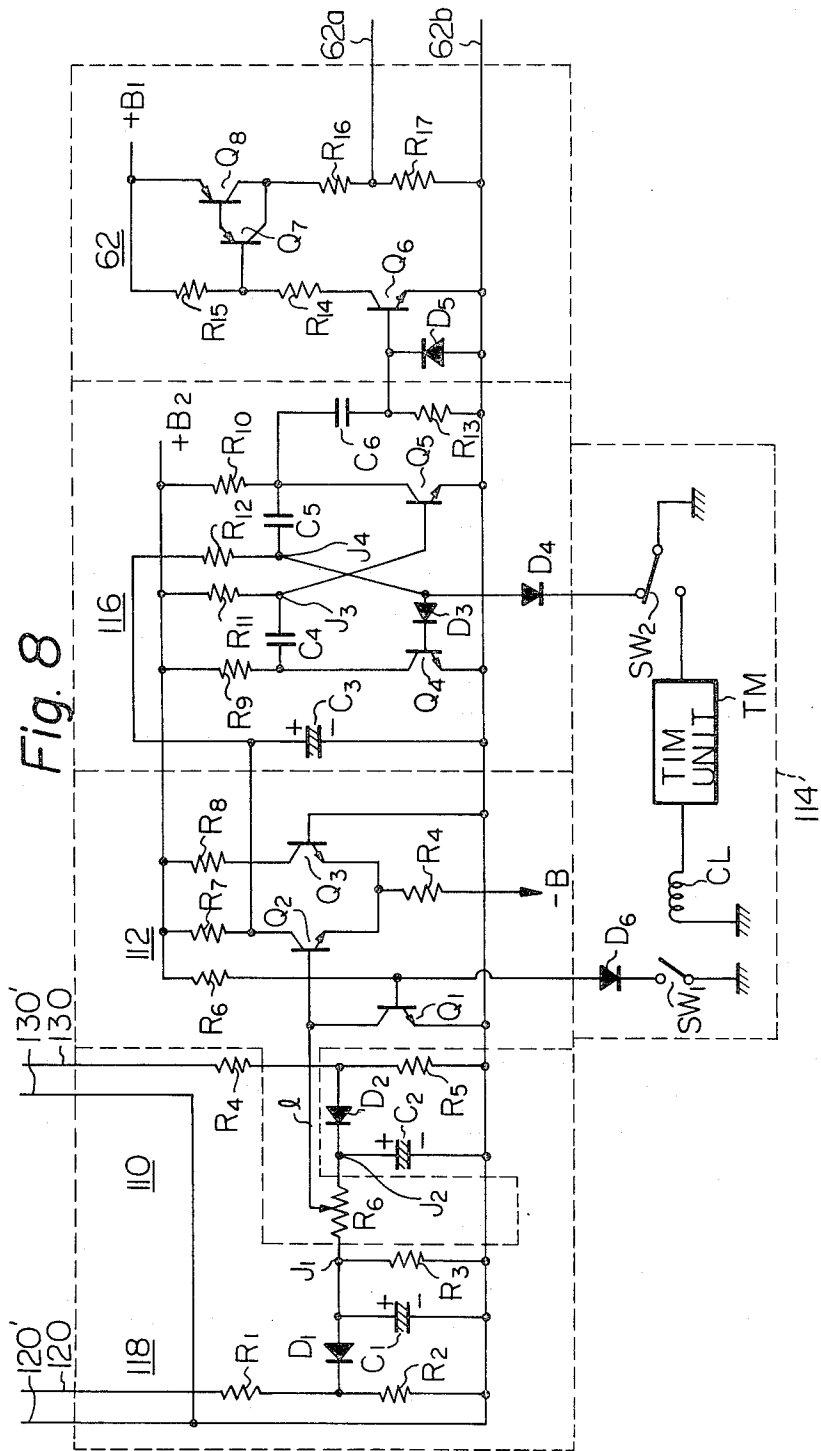 Fig. 8
120'
120
118
110
130'
130
R1
D1
R2
C1
+
-
J1
R3
R6
J2
l
R4
D2
C2
+
-
R5
112
R6
R7
R8
Q1
Q2
Q3
R4
-B
116
+B2
R9
R11
R12
R10
C4
J3
J4
C5
C3
+
-
Q4
D3
Q5
C6
R13
62
+B1
R15
Q8
Q7
R14
R16
Q6
D5
R17
62a
62b
D6
SW1
CL
TIM UNIT
TM
D4
SW2
114'